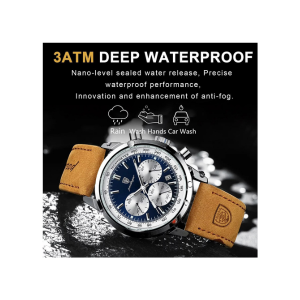 3ATM DEEP WATERPROOF
Nano-level sealed water release, Precise
waterproof performance,
Innovation and enhancement of anti-fog.
Rain Wash Hands Car Wash